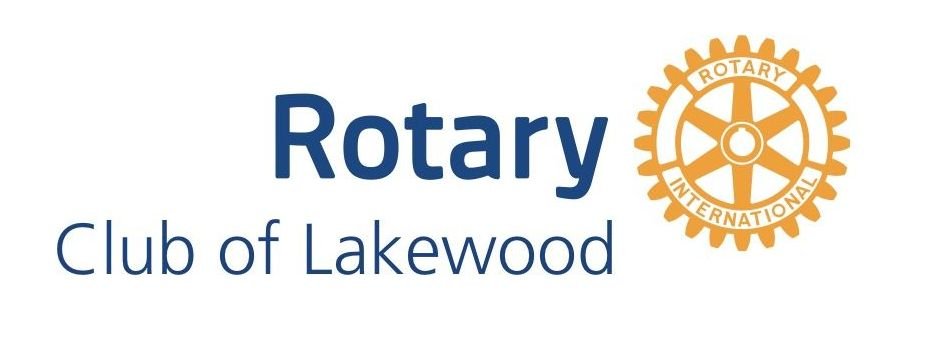 Rotary
Club of Lakewood
ROTARY
INTERNATIONAL